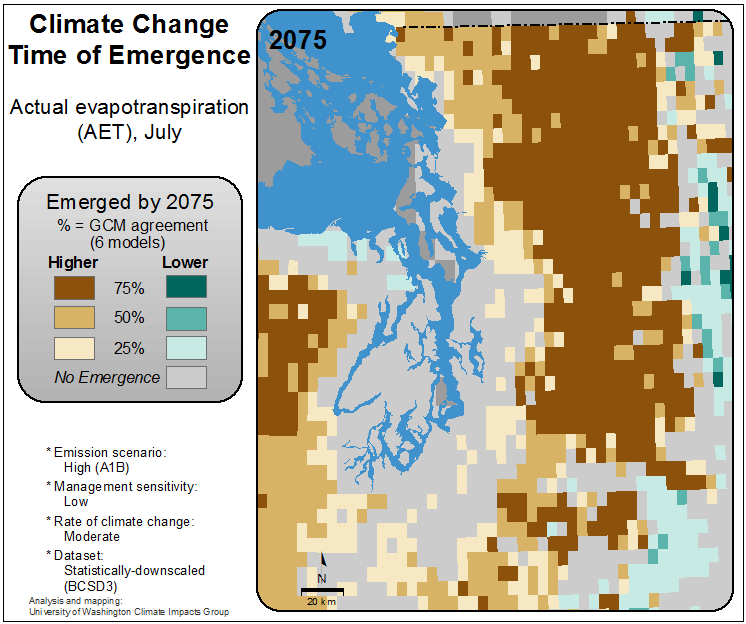 Climate Change
Time of Emergence
Actual evapotranspiration
(AET), July
Emerged by 2075
% = GCM agreement
(6 models)
Higher Lower
75%
50%
25%
No Emergence
* Emission scenario:
High (A1B)
* Management sensitivity:
Low
* Rate of climate change:
Moderate
* Dataset:
Statistically-downscaled
(BCSD3)
Analysis and mapping:
University of Washington Climate Impacts Group
2075
N
20 km